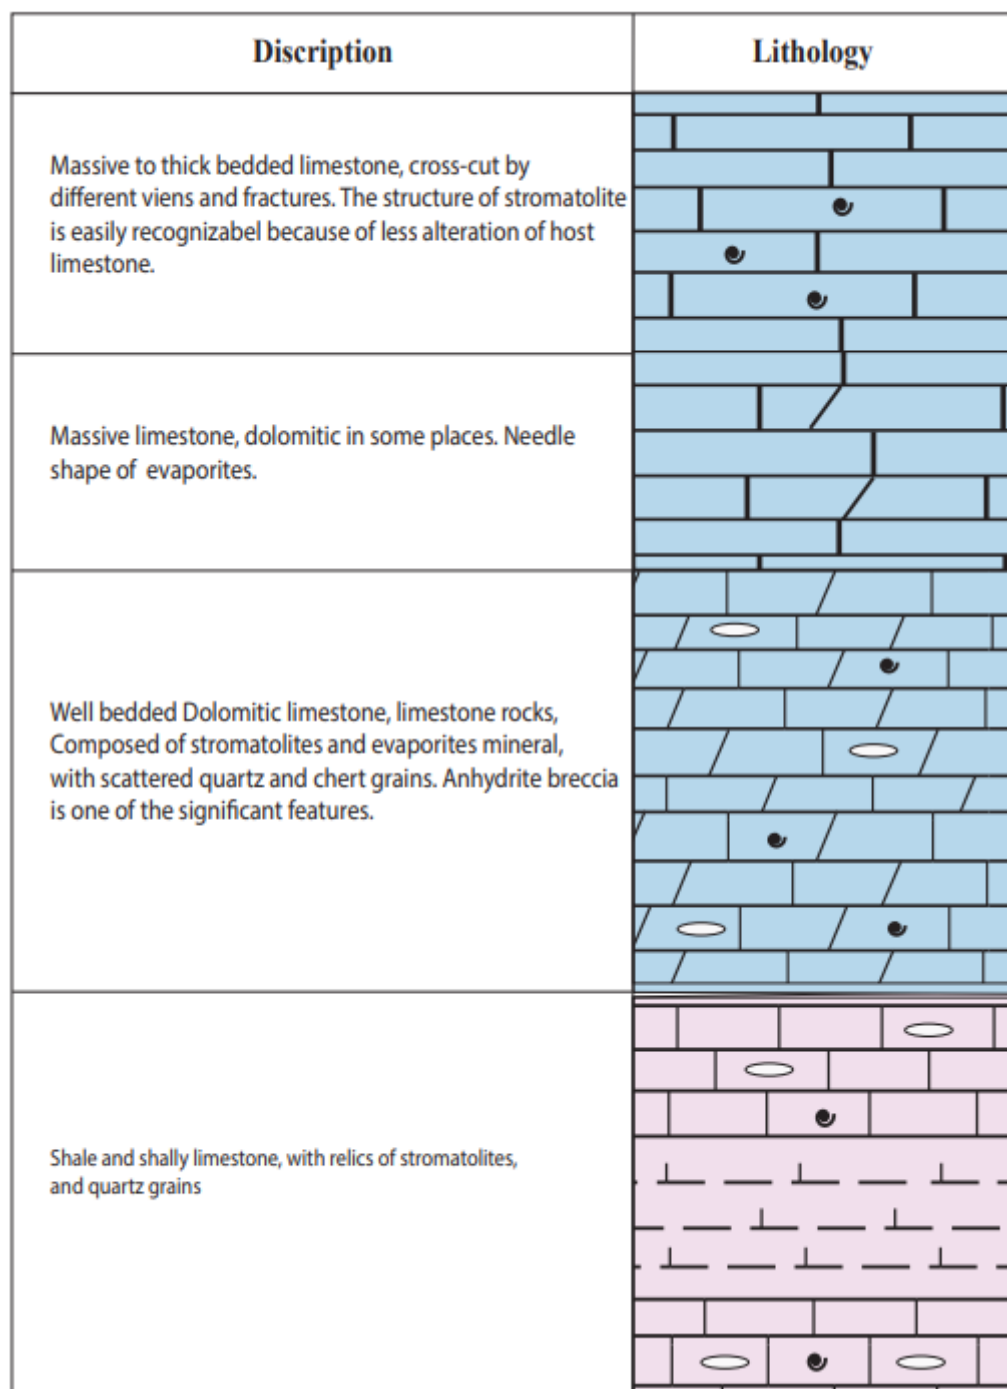 Discription
Lithology
Massive to thick bedded limestone, cross-cut by
different viens and fractures. The structure of stromatolite
is easily recognizabel because of less alteration of host
limestone.
Massive limestone, dolomitic in some places. Needle
shape of evaporites.
Well bedded Dolomitic limestone, limestone rocks,
Composed of stromatolites and evaporites mineral,
with scattered quartz and chert grains. Anhydrite breccia
is one of the significant features.
Shale and shally limestone, with relics of stromatolites,
and quartz grains